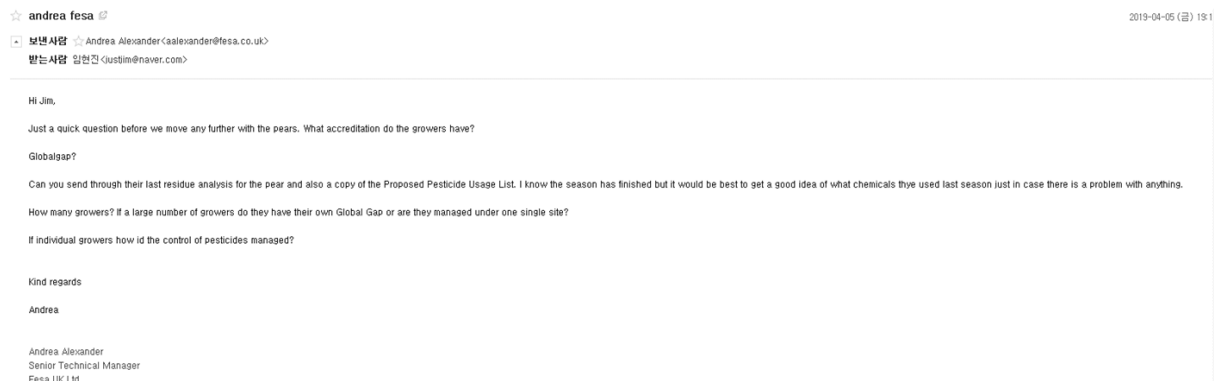 andrea fesa
2019-04-05 (금) 19:1
보낸사람 Andrea Alexander<aalexander@fesa.co.uk>
받는사람 임현진<justjim@naver.com>
Hi Jim,
Just a quick question before we move any further with the pears. What accreditation do the growers have?
Globalgap?
Can you send through their last residue analysis for the pear and also a copy of the Proposed Pesticide Usage List. I know the season has finished but it would be best to get a good idea of what chemicals thye used last season just in case there is a problem with anything.
How many growers? If a large number of growers do they have their own Global Gap or are they managed under one single site?
If individual growers how id the control of pesticides managed?
Kind regards
Andrea
Andrea Alexander
Senior Technical Manager
Fesa UK Ltd